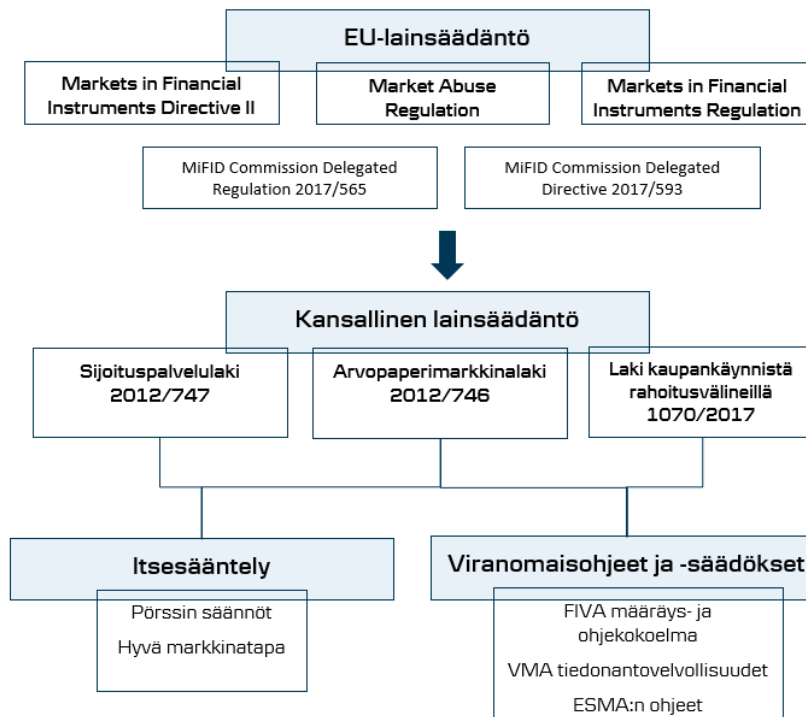 EU-lainsäädäntö
Markets in Financial
Instruments Directive II
Market Abuse
Regulation
Markets in Financial
Instruments Regulation
MiFID Commission Delegated
Regulation 2017/565
MiFID Commission Delegated
Directive 2017/593
Kansallinen lainsäädäntö
Sijoituspalvelulaki
2012/747
Arvopaperimarkkinalaki
2012/746
Laki kaupankäynnistä
rahoitusvälineillä
1070/2017
Itsesääntely
Pörssin säännöt
Hyvä markkinatapa
Viranomaisohjeet ja -säädökset
FIVA määräys- ja
ohjekokoelma
VMA tiedonantovelvollisuudet
ESMA:n ohjeet